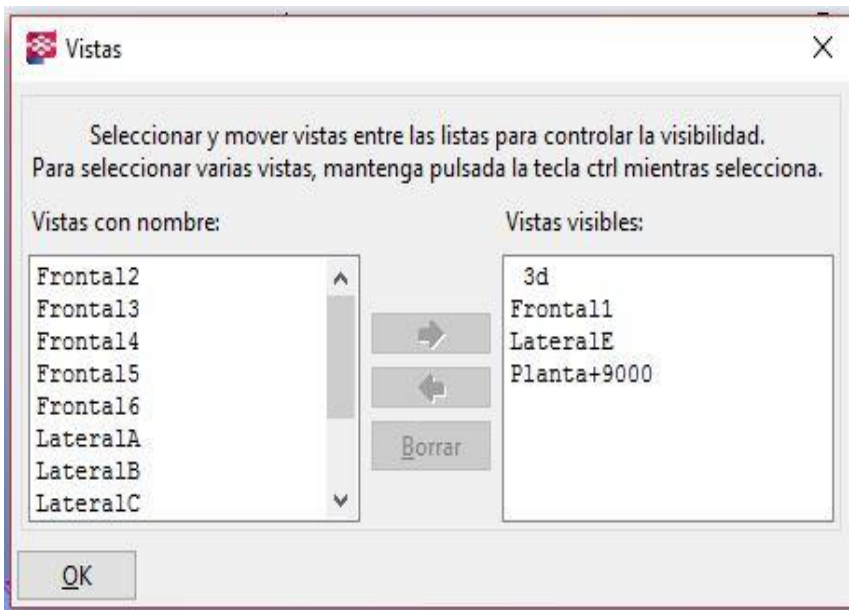 Vistas
Seleccionar y mover vistas entre las listas para controlar la visibilidad.
Para seleccionar varias vistas, mantenga pulsada la tecla ctrl mientras selecciona.
Vistas con nombre:
Frontal2
Frontal3
Frontal4
Frontal5
Frontal6
LateralA
LateralB
LateralC
Borrar
Vistas visibles:
3d
Frontal1
LateralE
Planta+9000
OK